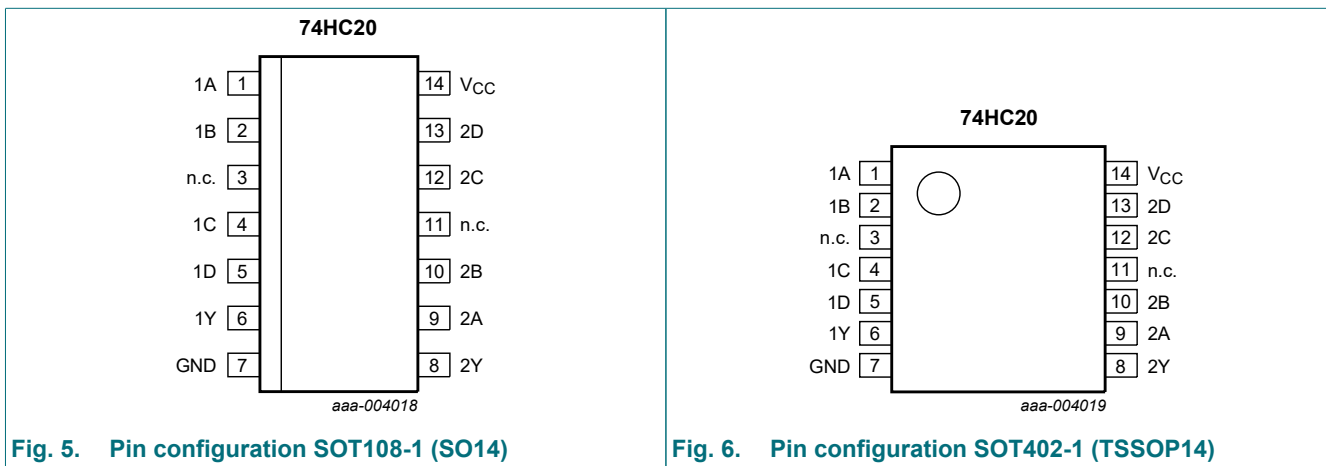 74HC20
1A 1 14 VCC
1B 2 13 2D
n.c. 3 12 2C
1C 4 11 n.c.
1D 5 10 2B
1Y 6 9 2A
GND 7 8 2Y
aaa-004018
Fig. 5. Pin configuration SOT108-1 (SO14)
74HC20
1A 1 14 VCC
1B 2 13 2D
n.c. 3 12 2C
1C 4 11 n.c.
1D 5 10 2B
1Y 6 9 2A
GND 7 8 2Y
aaa-004019
Fig. 6. Pin configuration SOT402-1 (TSSOP14)